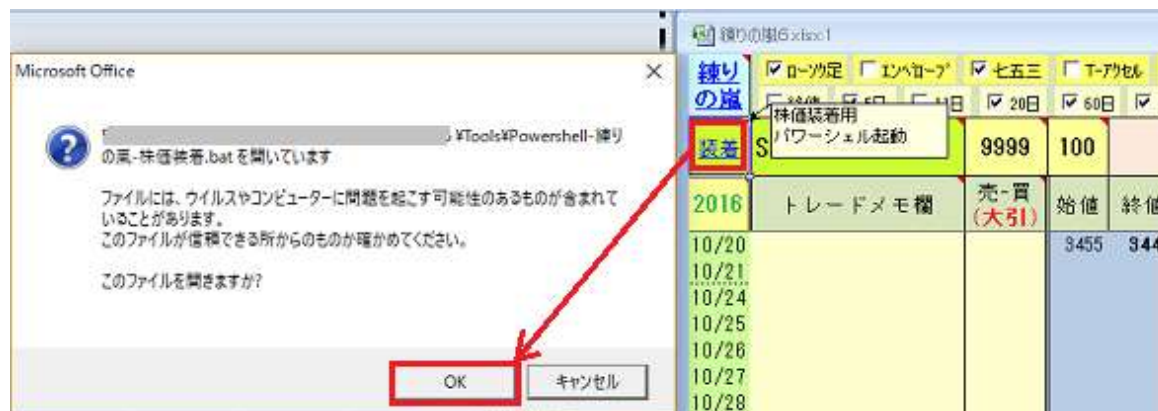 Microsoft Office
¥Tools¥Powershell-練り
の嵐-株価装着.bat を開いています
ファイルには、ウイルスやコンピューターに問題を起こす可能性のあるものが含まれて
いることがあります。
このファイルが信頼できる所からのものか確かめてください。
このファイルを開きますか?
OK
キャンセル
練りの嵐6.xlsx:1
練り
の嵐
ローソク足
エンベロープ
七五三
T-アクセル
20日
60日
株価装着用
パワーシェル起動
装着
S
9999
100
2016
トレードメモ欄
売-買
(大引)
始値
終値
10/20
3455
344
10/21
10/24
10/25
10/26
10/27
10/28